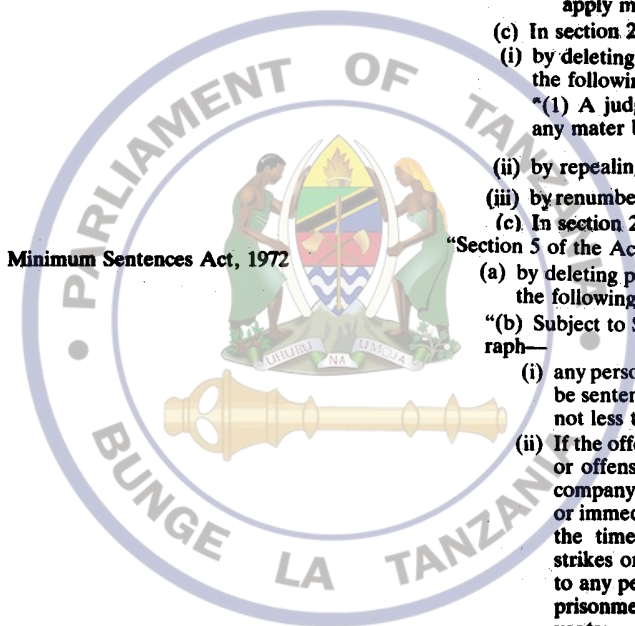 apply m
(c) In section 2
(i) by deleting
the following
"(1) A judg
any mater b
(ii) by repealing
(iii) by renumbe
(c) In section 2
Minimum Sentences Act, 1972
"Section 5 of the Ac
(a) by deleting p
the following
"(b) Subject to S
raph—
(i) any perso
be senten
not less t
(ii) If the offe
or offens
company
or immed
the time
strikes or
to any pe
prisonme
PARLIAMENT OF TANZANIA
UHURU NA UMOJA
BUNGE LA TANZANIA